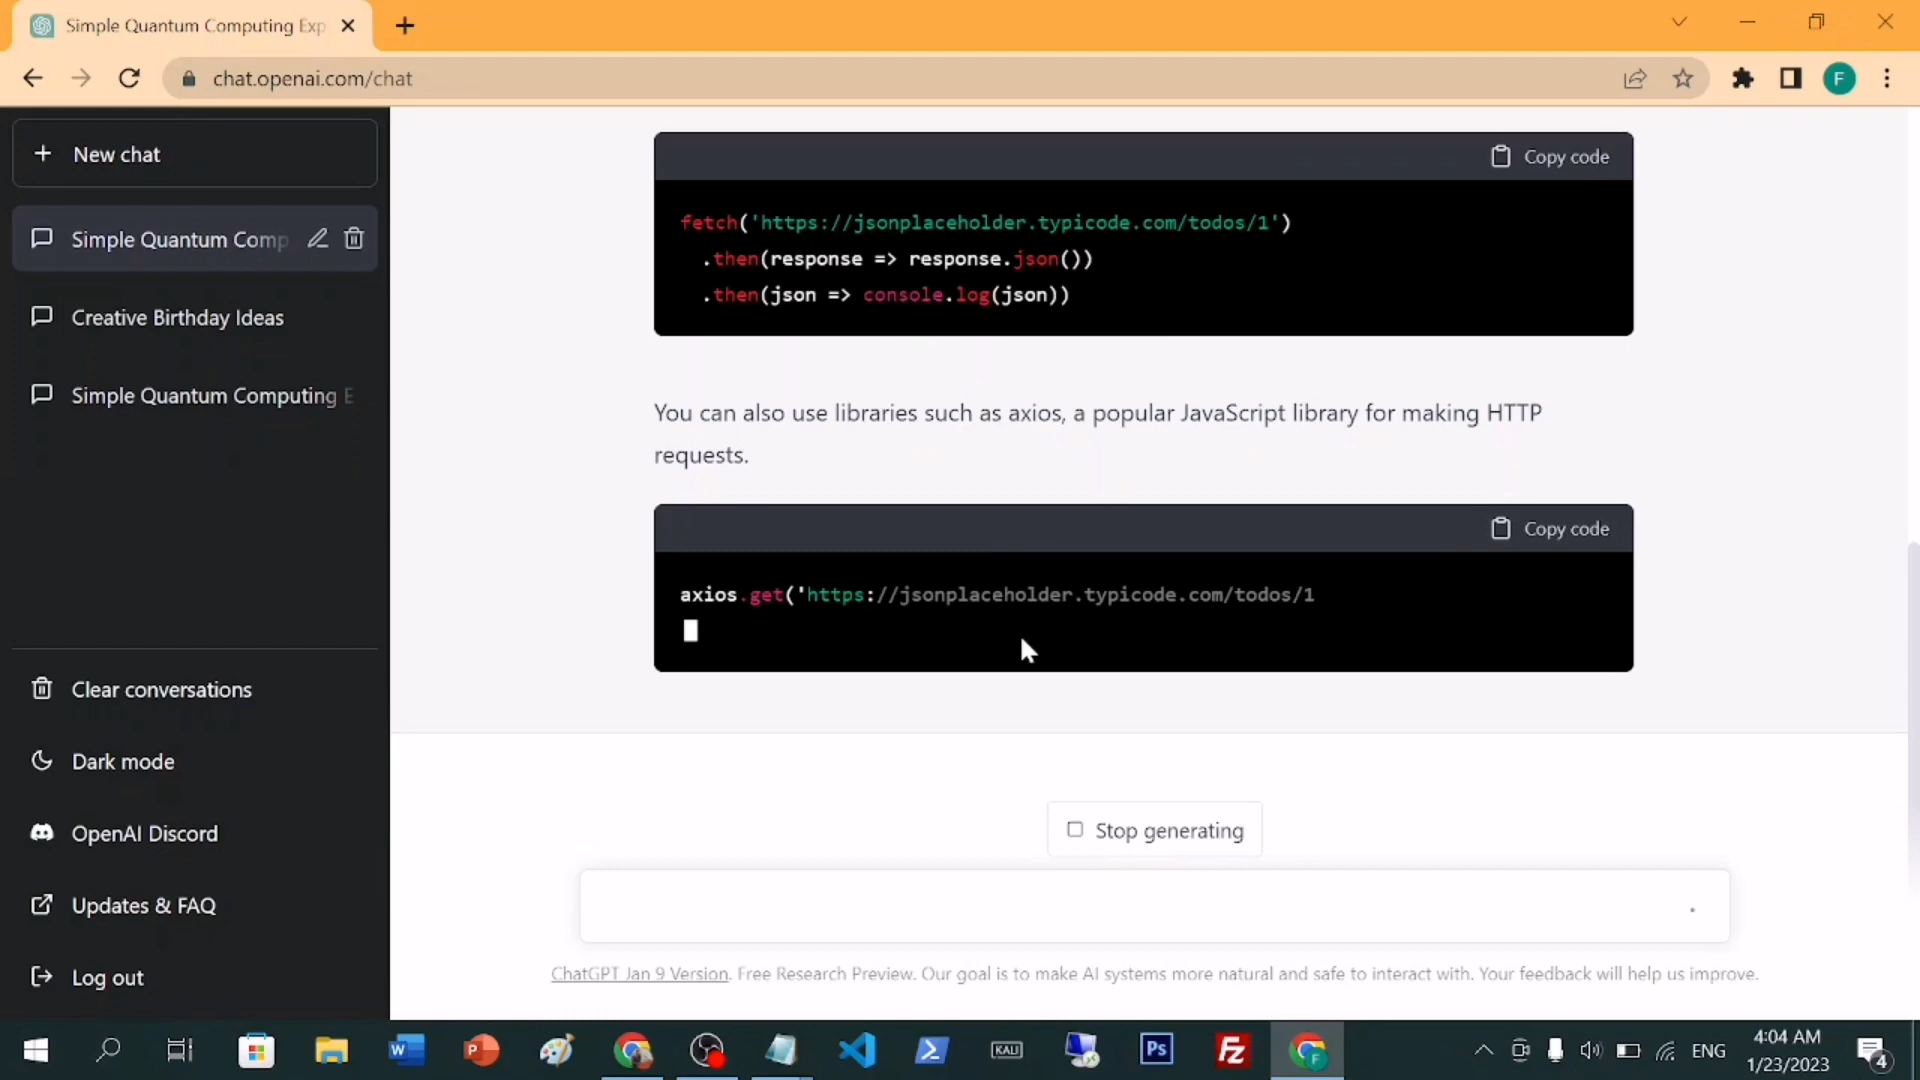 Simple Quantum Computing Exp
chat.openai.com/chat
F
New chat
Simple Quantum Comp
Creative Birthday Ideas
Simple Quantum Computing E
Clear conversations
Dark mode
OpenAI Discord
Updates & FAQ
Log out
Copy code
fetch('https://jsonplaceholder.typicode.com/todos/1')
.then(response => response.json())
.then(json => console.log(json))
You can also use libraries such as axios, a popular JavaScript library for making HTTP
requests.
Copy code
axios.get('https://jsonplaceholder.typicode.com/todos/1
Stop generating
ChatGPT Jan 9 Version. Free Research Preview. Our goal is to make AI systems more natural and safe to interact with. Your feedback will help us improve.
W
P
KALI
Ps
Fz
F
ENG
4:04 AM
1/23/2023
4